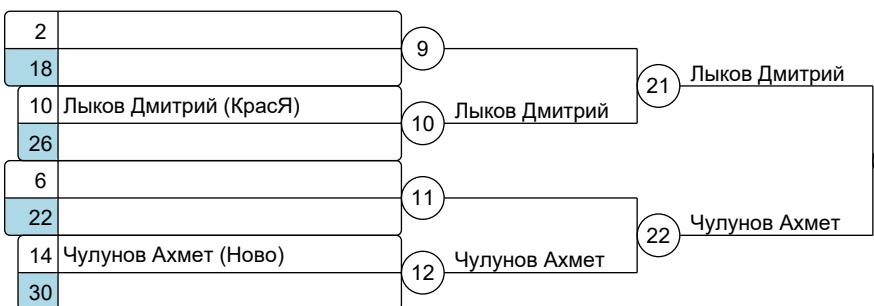 2
9
18
21 Лыков Дмитрий
10 Лыков Дмитрий (КрасЯ)
10 Лыков Дмитрий
26
6
11
22
22 Чулунов Ахмет
14 Чулунов Ахмет (Ново)
12 Чулунов Ахмет
30